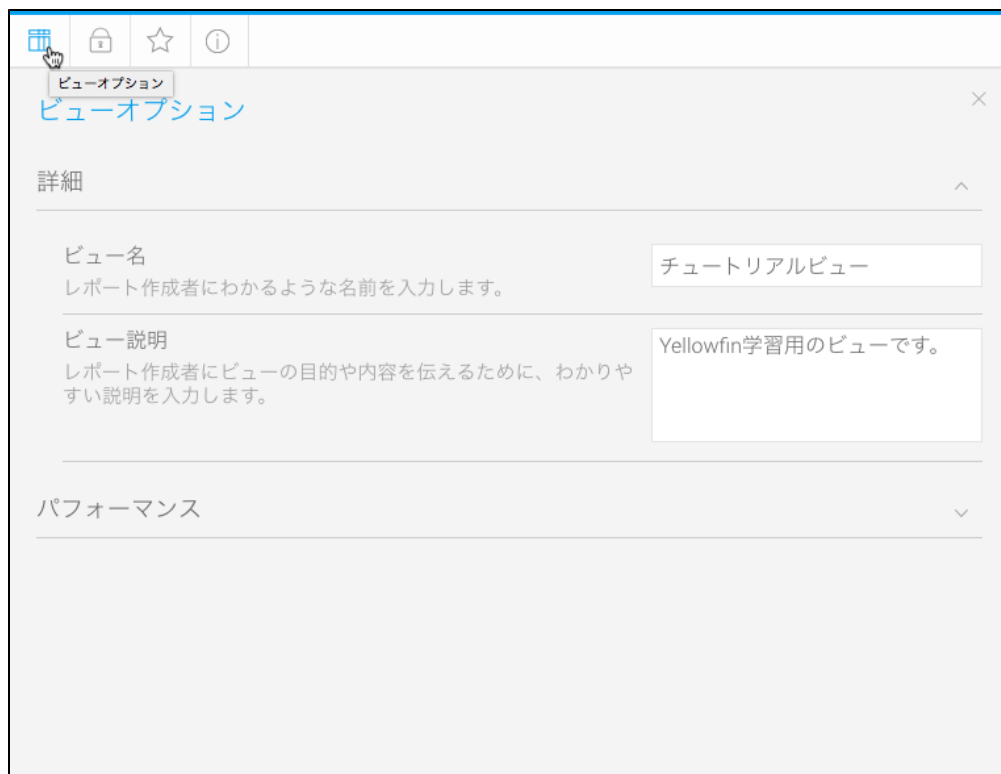 ビューオプション
ビューオプション
詳細
ビュー名
チュートリアルビュー
レポート作成者にわかるような名前を入力します。
ビュー説明
Yellowfin学習用のビューです。
レポート作成者にビューの目的や内容を伝えるために、わかりや
すい説明を入力します。
パフォーマンス